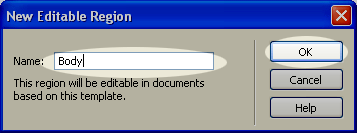 New Editable Region
Name: Body
OK
This region will be editable in documents
based on this template.
Cancel
Help